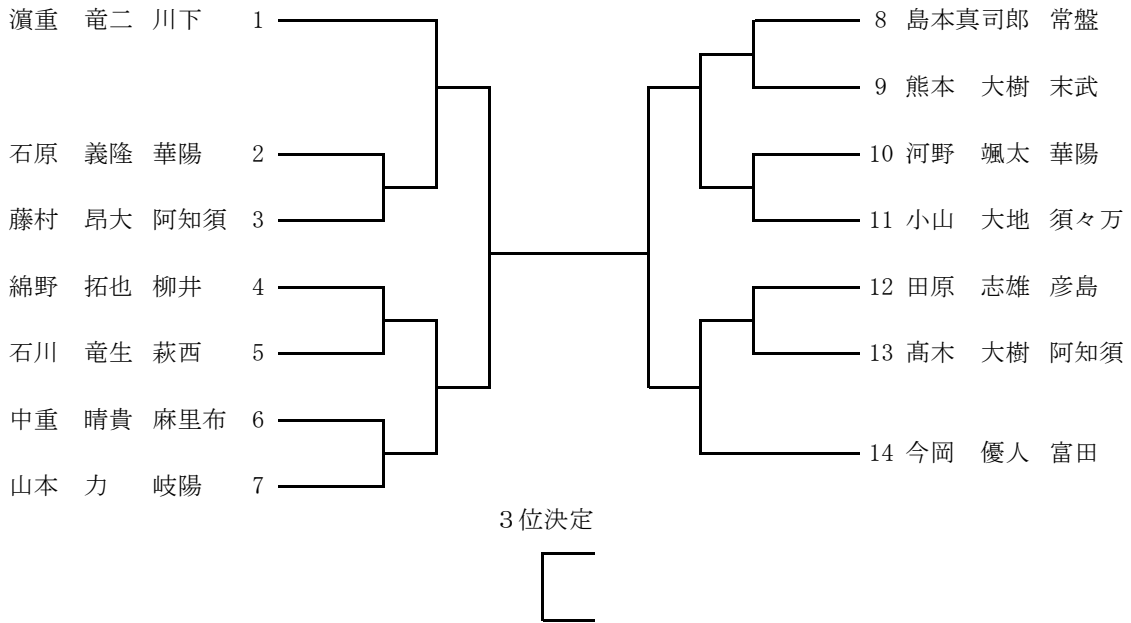 濵重　竜二　川下　1
石原　義隆　華陽　2
藤村　昂大　阿知須　3
綿野　拓也　柳井　4
石川　竜生　萩西　5
中重　晴貴　麻里布　6
山本　力　岐陽　7
8 島本真司郎　常盤
9 熊本　大樹　末武
10 河野　颯太　華陽
11 小山　大地　須々万
12 田原　志雄　彦島
13 髙木　大樹　阿知須
14 今岡　優人　富田
３位決定